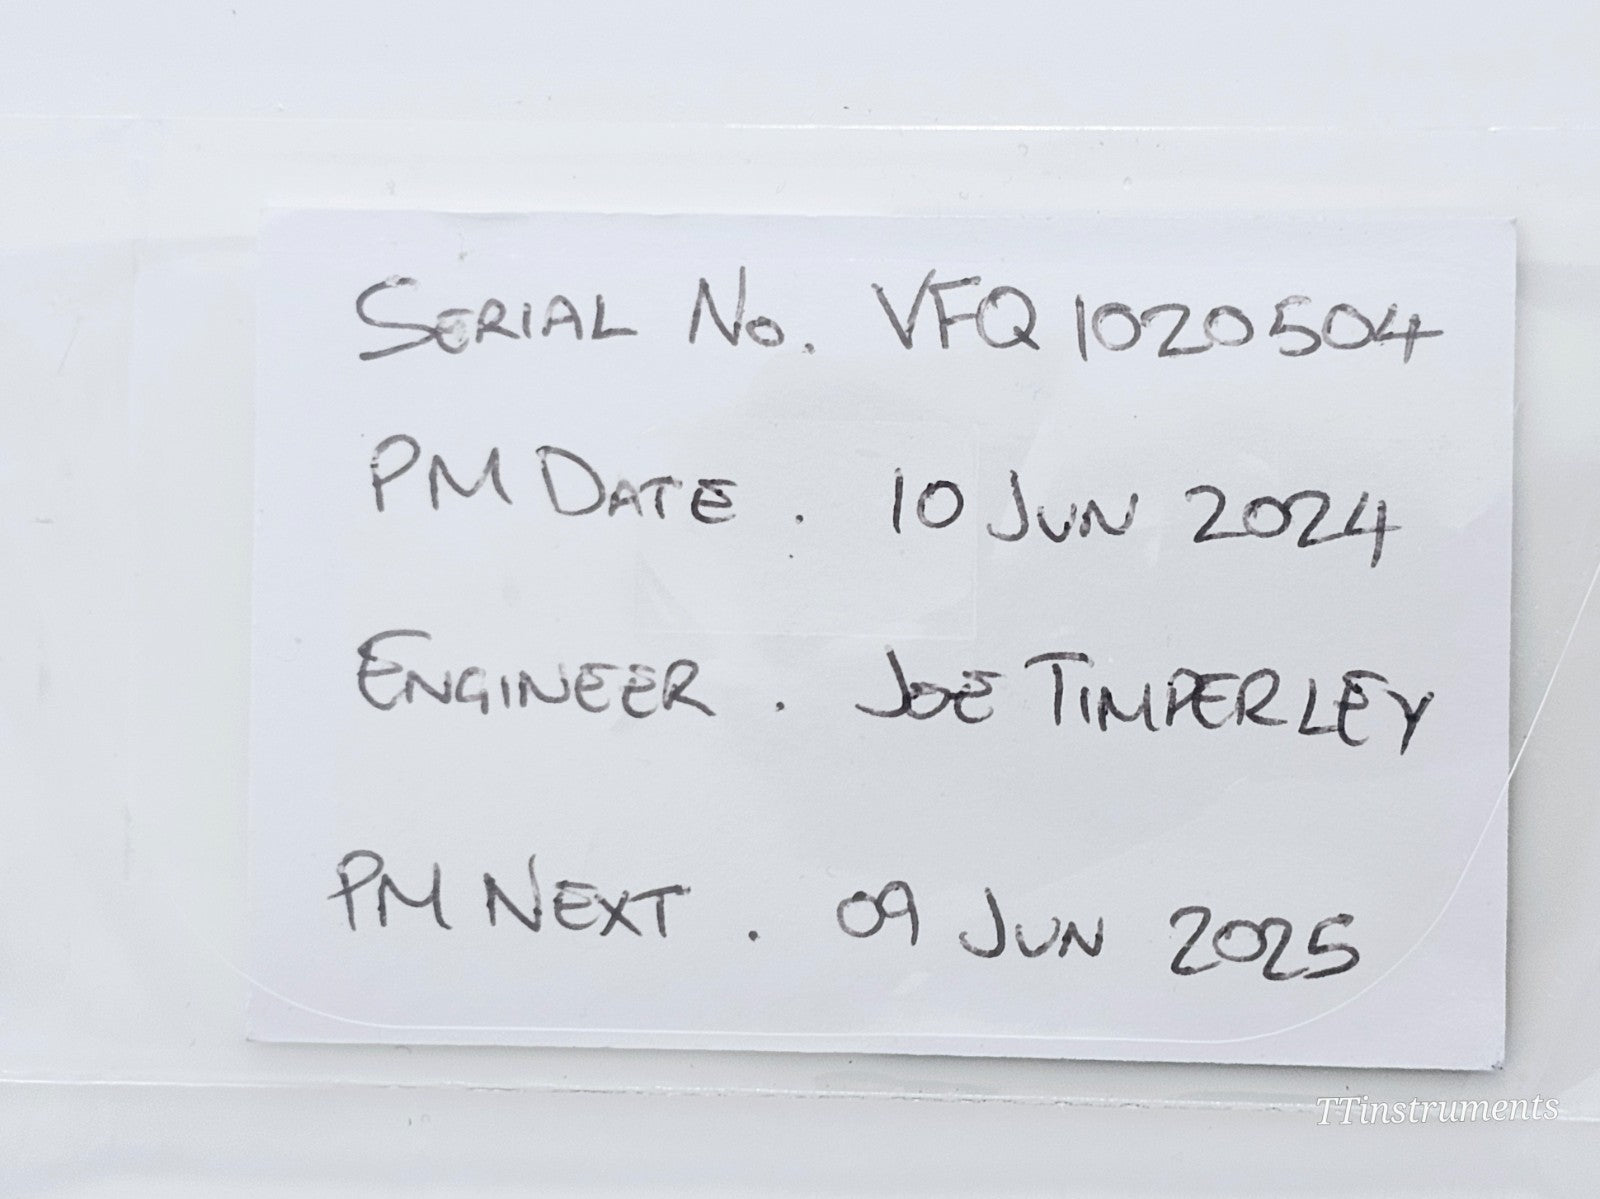 SERIAL No. VFQ1020504
PM DATE . 10 JUN 2024
ENGINEER . JOE TIMPERLEY
PM NEXT . 09 JUN 2025
TTinstruments